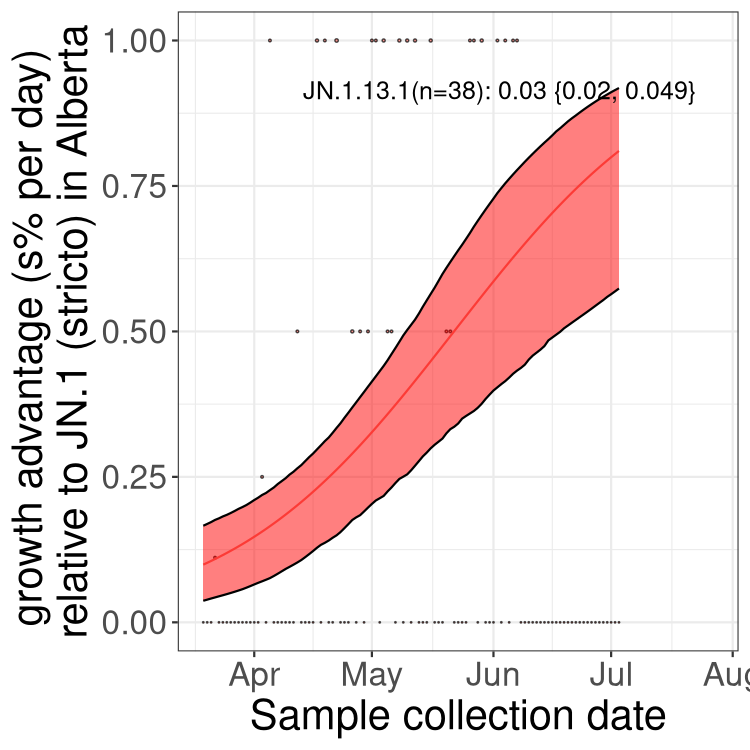 growth advantage (s% per day)
relative to JN.1 (stricto) in Alberta
1.00
0.75
0.50
0.25
0.00
JN.1.13.1(n=38): 0.03 {0.02, 0.049}
Apr May Jun Jul Aug
Sample collection date